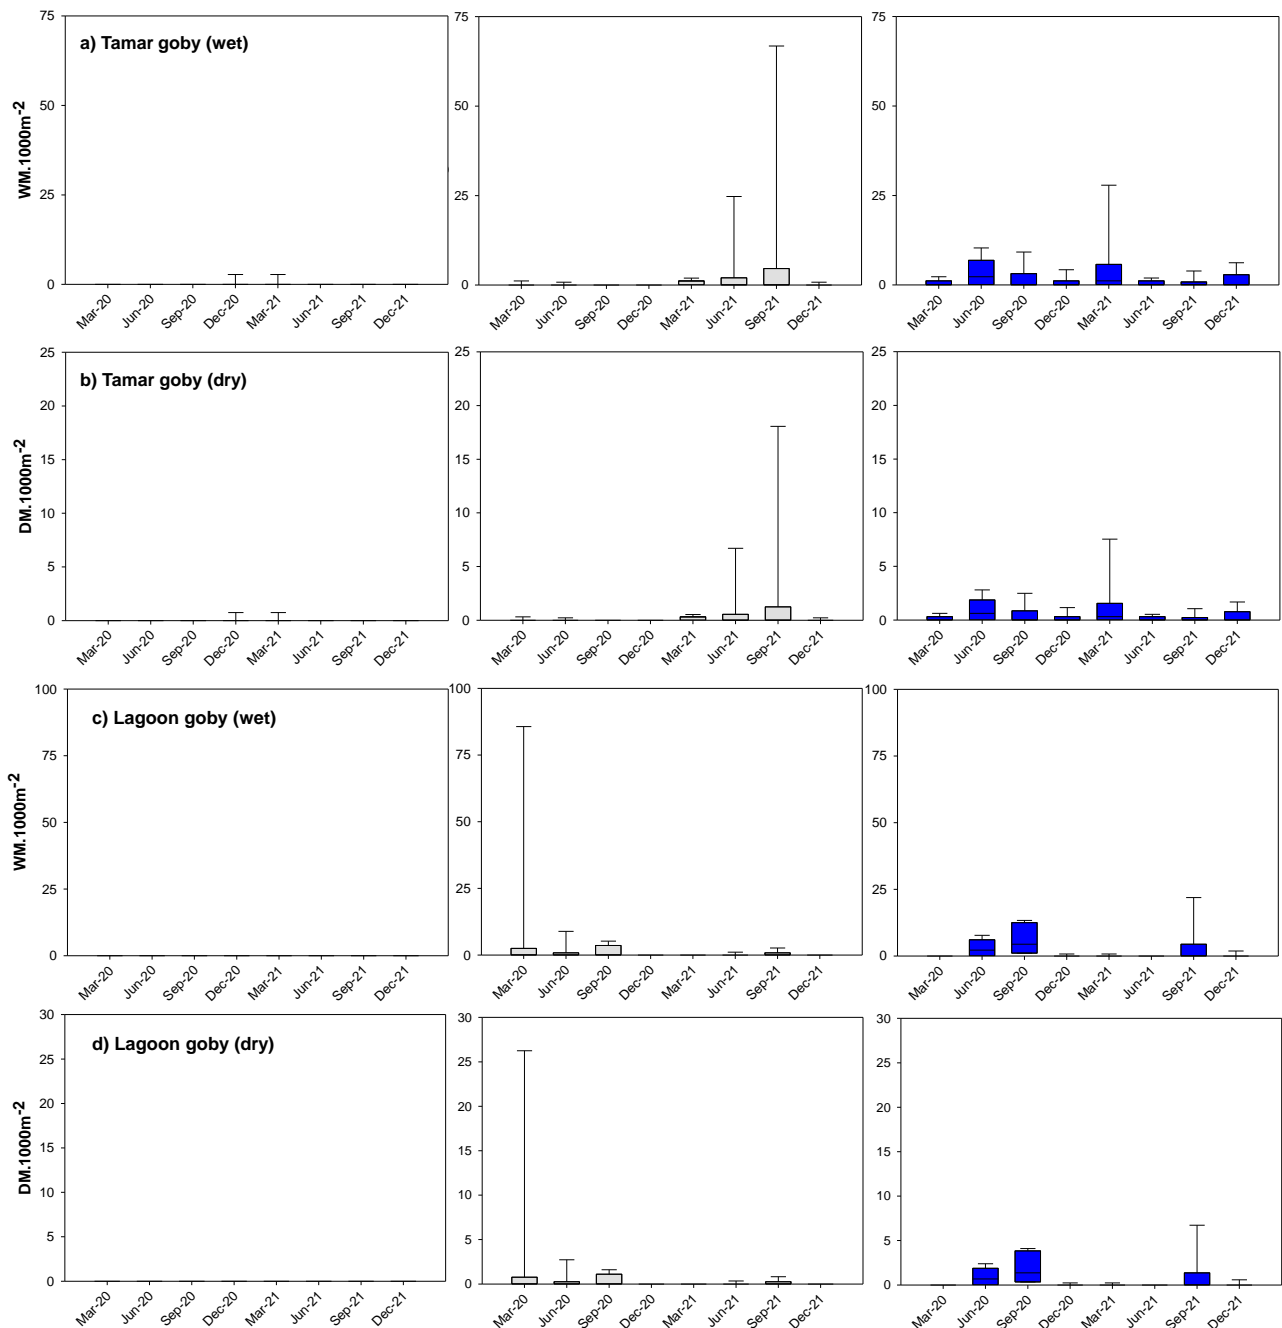 a) Tamar goby (wet)
WM.1000m-2
75 50 25 0
Mar-20 Jun-20 Sep-20 Dec-20 Mar-21 Jun-21 Sep-21 Dec-21
75 50 25 0
Mar-20 Jun-20 Sep-20 Dec-20 Mar-21 Jun-21 Sep-21 Dec-21
75 50 25 0
Mar-20 Jun-20 Sep-20 Dec-20 Mar-21 Jun-21 Sep-21 Dec-21
b) Tamar goby (dry)
DM.1000m-2
25 20 15 10 5 0
Mar-20 Jun-20 Sep-20 Dec-20 Mar-21 Jun-21 Sep-21 Dec-21
25 20 15 10 5 0
Mar-20 Jun-20 Sep-20 Dec-20 Mar-21 Jun-21 Sep-21 Dec-21
25 20 15 10 5 0
Mar-20 Jun-20 Sep-20 Dec-20 Mar-21 Jun-21 Sep-21 Dec-21
c) Lagoon goby (wet)
WM.1000m-2
100 75 50 25 0
Mar-20 Jun-20 Sep-20 Dec-20 Mar-21 Jun-21 Sep-21 Dec-21
100 75 50 25 0
Mar-20 Jun-20 Sep-20 Dec-20 Mar-21 Jun-21 Sep-21 Dec-21
100 75 50 25 0
Mar-20 Jun-20 Sep-20 Dec-20 Mar-21 Jun-21 Sep-21 Dec-21
d) Lagoon goby (dry)
DM.1000m-2
30 25 20 15 10 5 0
Mar-20 Jun-20 Sep-20 Dec-20 Mar-21 Jun-21 Sep-21 Dec-21
30 25 20 15 10 5 0
Mar-20 Jun-20 Sep-20 Dec-20 Mar-21 Jun-21 Sep-21 Dec-21
30 25 20 15 10 5 0
Mar-20 Jun-20 Sep-20 Dec-20 Mar-21 Jun-21 Sep-21 Dec-21